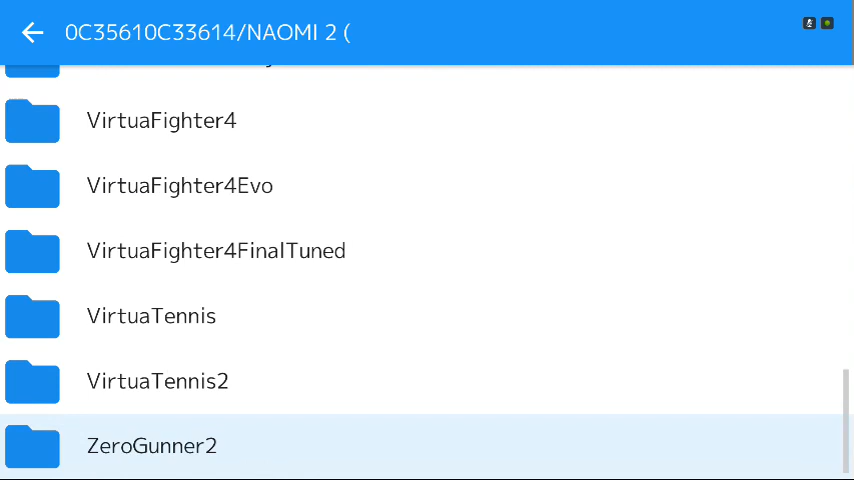 0C35610C33614/NAOMI 2 (
VirtuaFighter4
VirtuaFighter4Evo
VirtuaFighter4FinalTuned
VirtuaTennis
VirtuaTennis2
ZeroGunner2